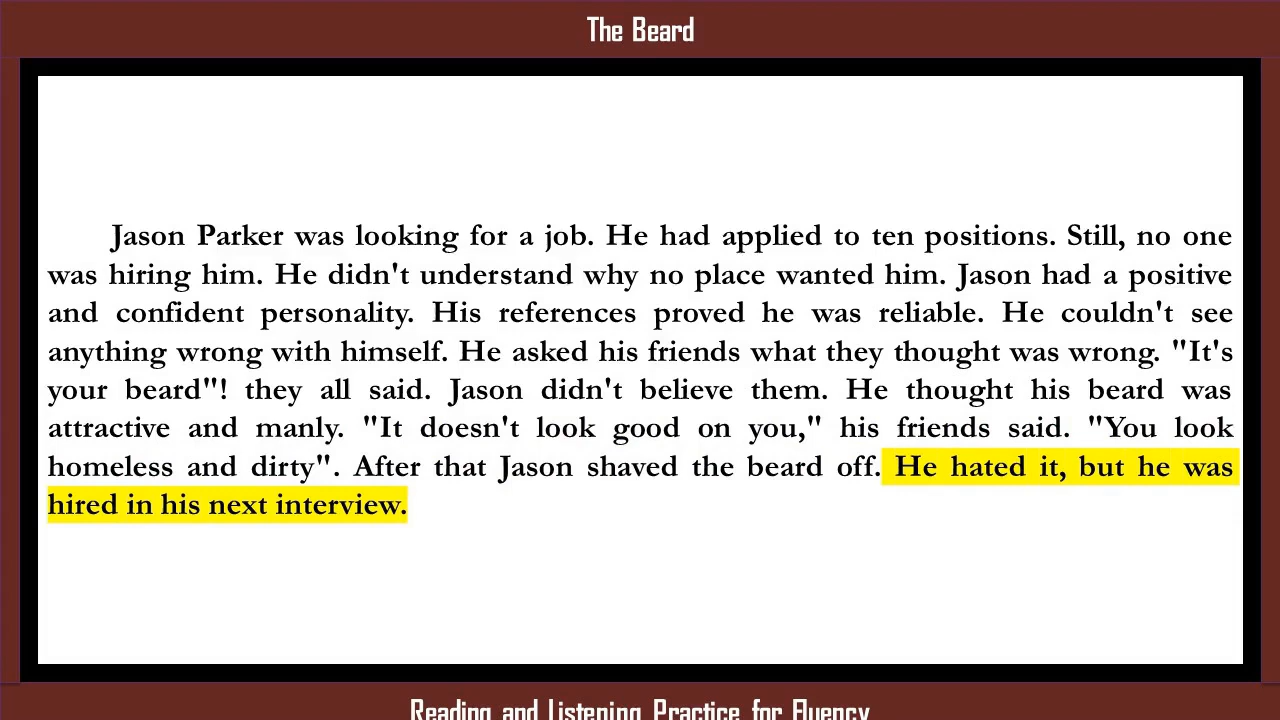 The Beard
Jason Parker was looking for a job. He had applied to ten positions. Still, no one
was hiring him. He didn't understand why no place wanted him. Jason had a positive
and confident personality. His references proved he was reliable. He couldn't see
anything wrong with himself. He asked his friends what they thought was wrong. "It's
your beard"! they all said. Jason didn't believe them. He thought his beard was
attractive and manly. "It doesn't look good on you," his friends said. "You look
homeless and dirty". After that Jason shaved the beard off. He hated it, but he was
hired in his next interview.
Reading and Listening Practice for Fluency